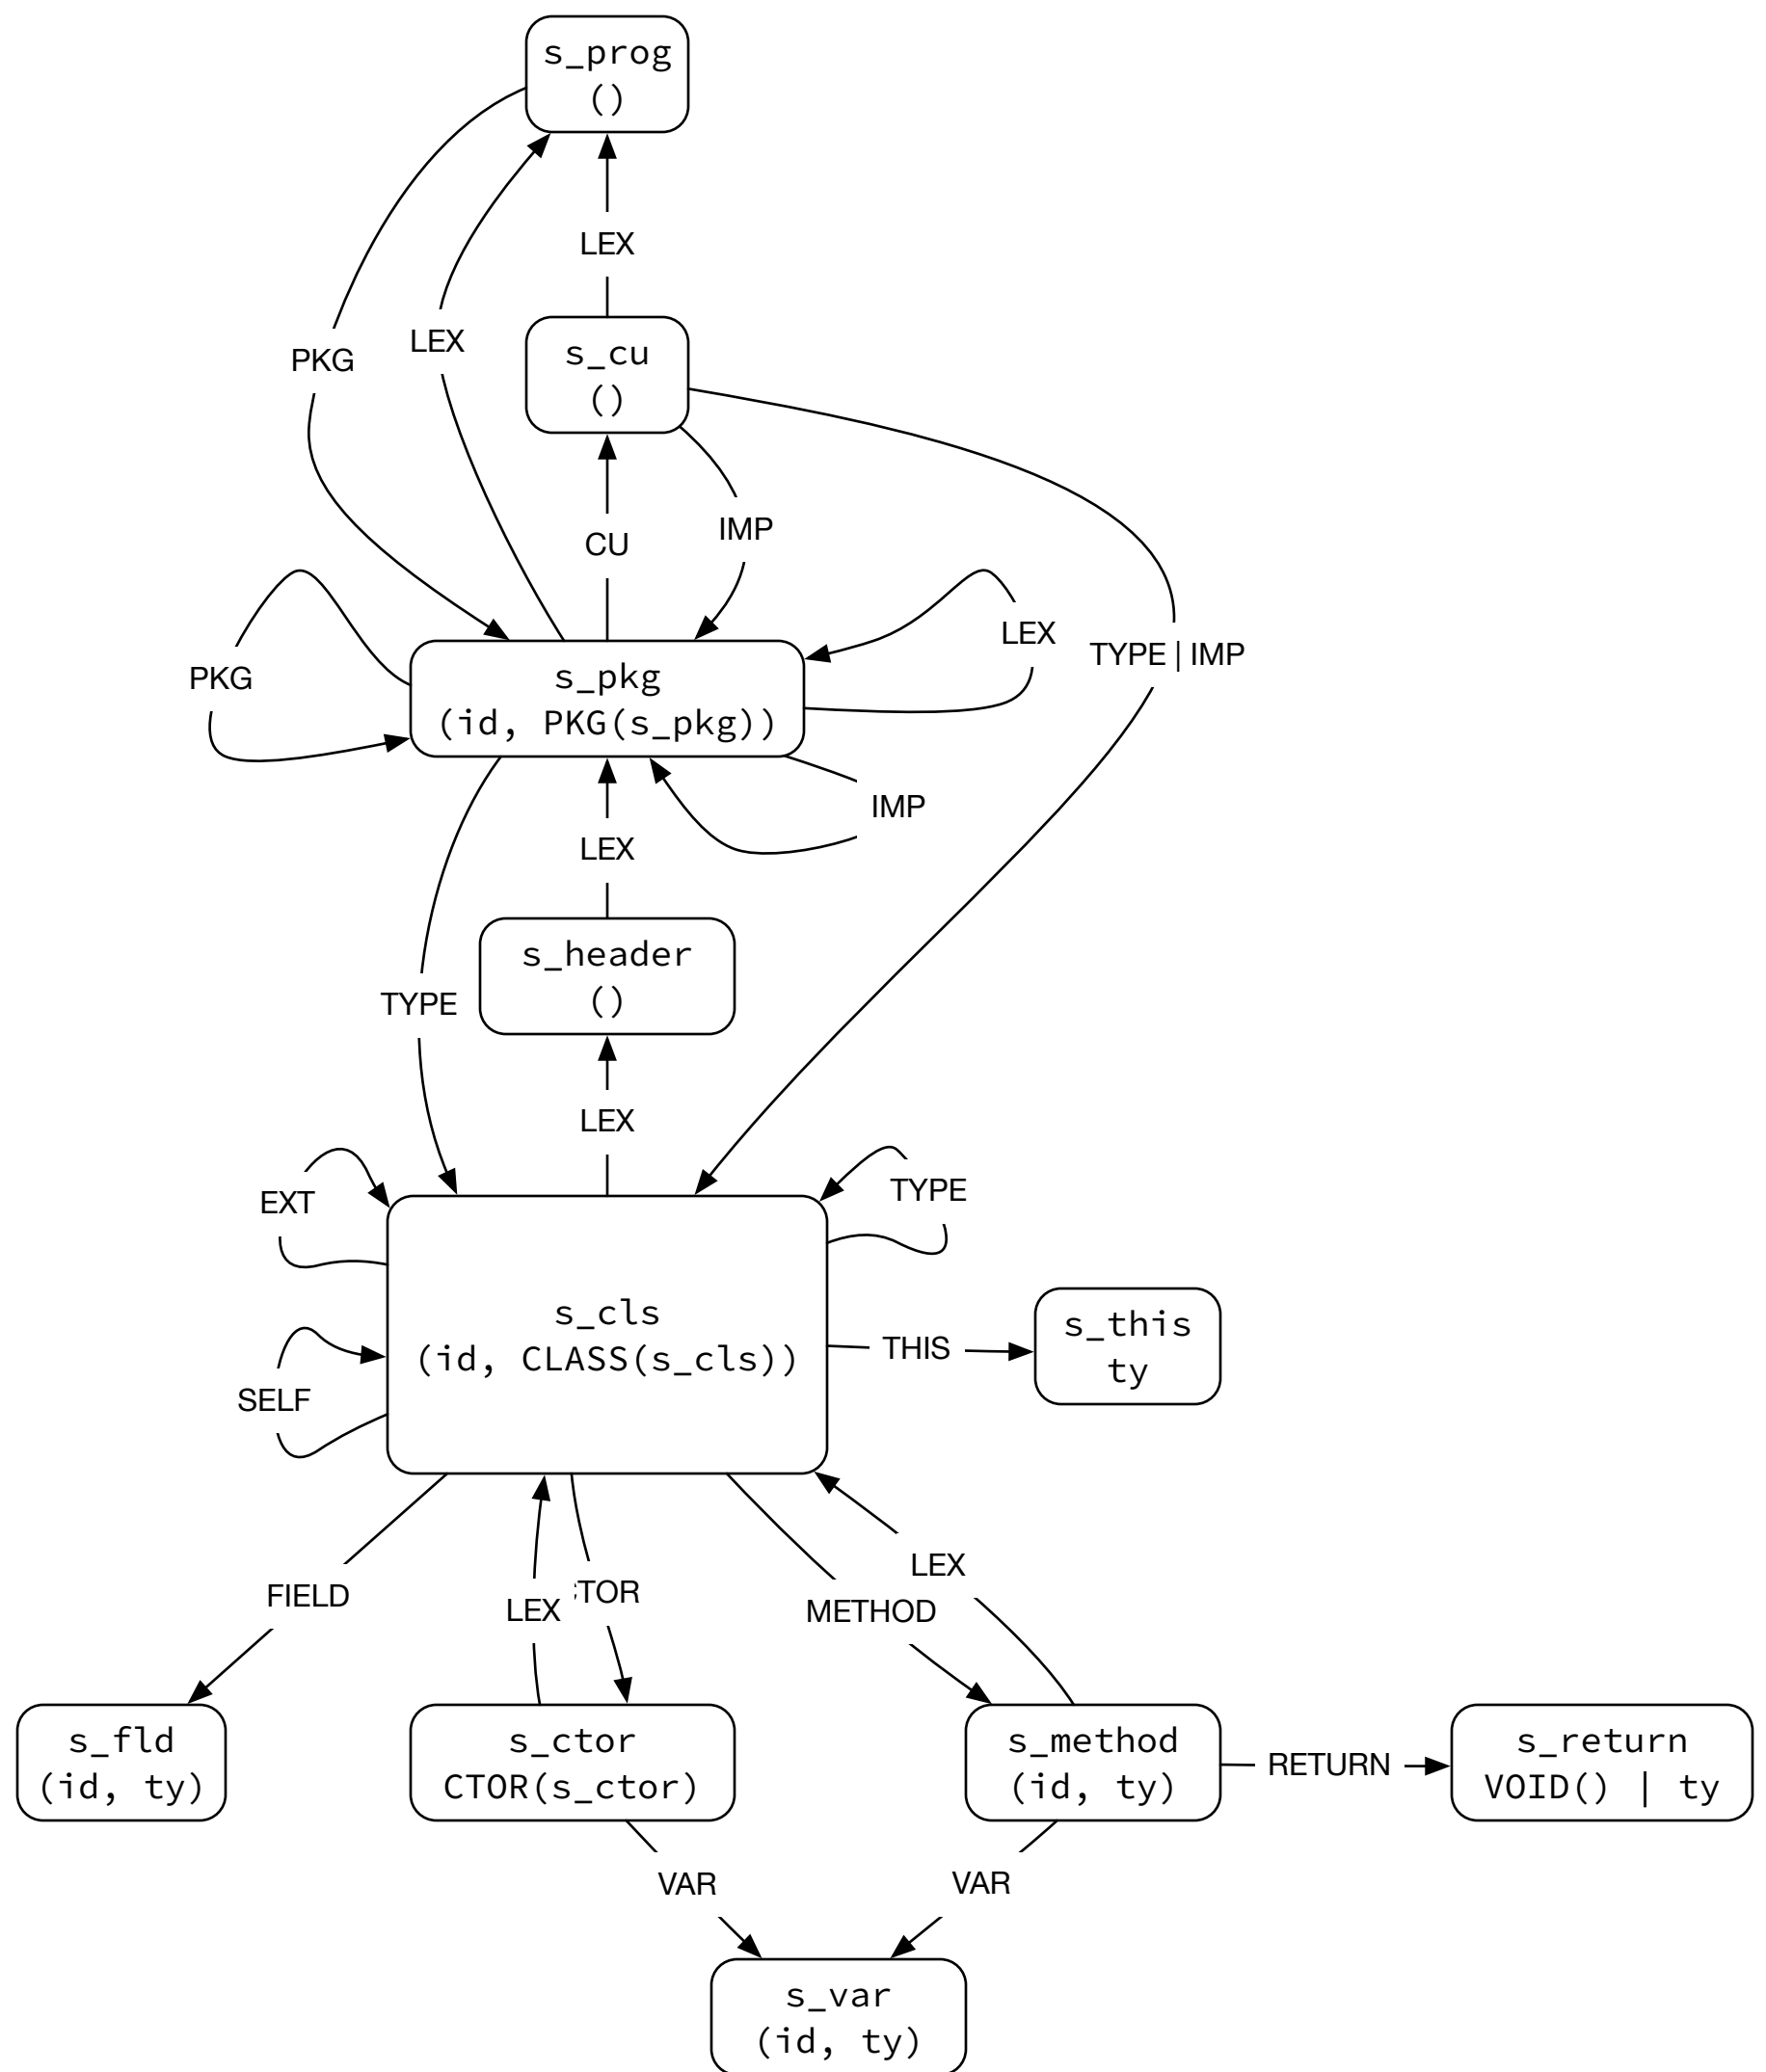 s_prog
()
LEX
PKG
LEX
s_cu
()
CU
IMP
LEX
TYPE | IMP
PKG
s_pkg
(id, PKG(s_pkg))
IMP
LEX
s_header
()
TYPE
LEX
EXT
TYPE
s_cls
(id, CLASS(s_cls))
THIS
s_this
ty
SELF
FIELD
LEX
TOR
METHOD
LEX
s_fld
(id, ty)
s_ctor
CTOR(s_ctor)
s_method
(id, ty)
RETURN
s_return
VOID() | ty
VAR
VAR
s_var
(id, ty)